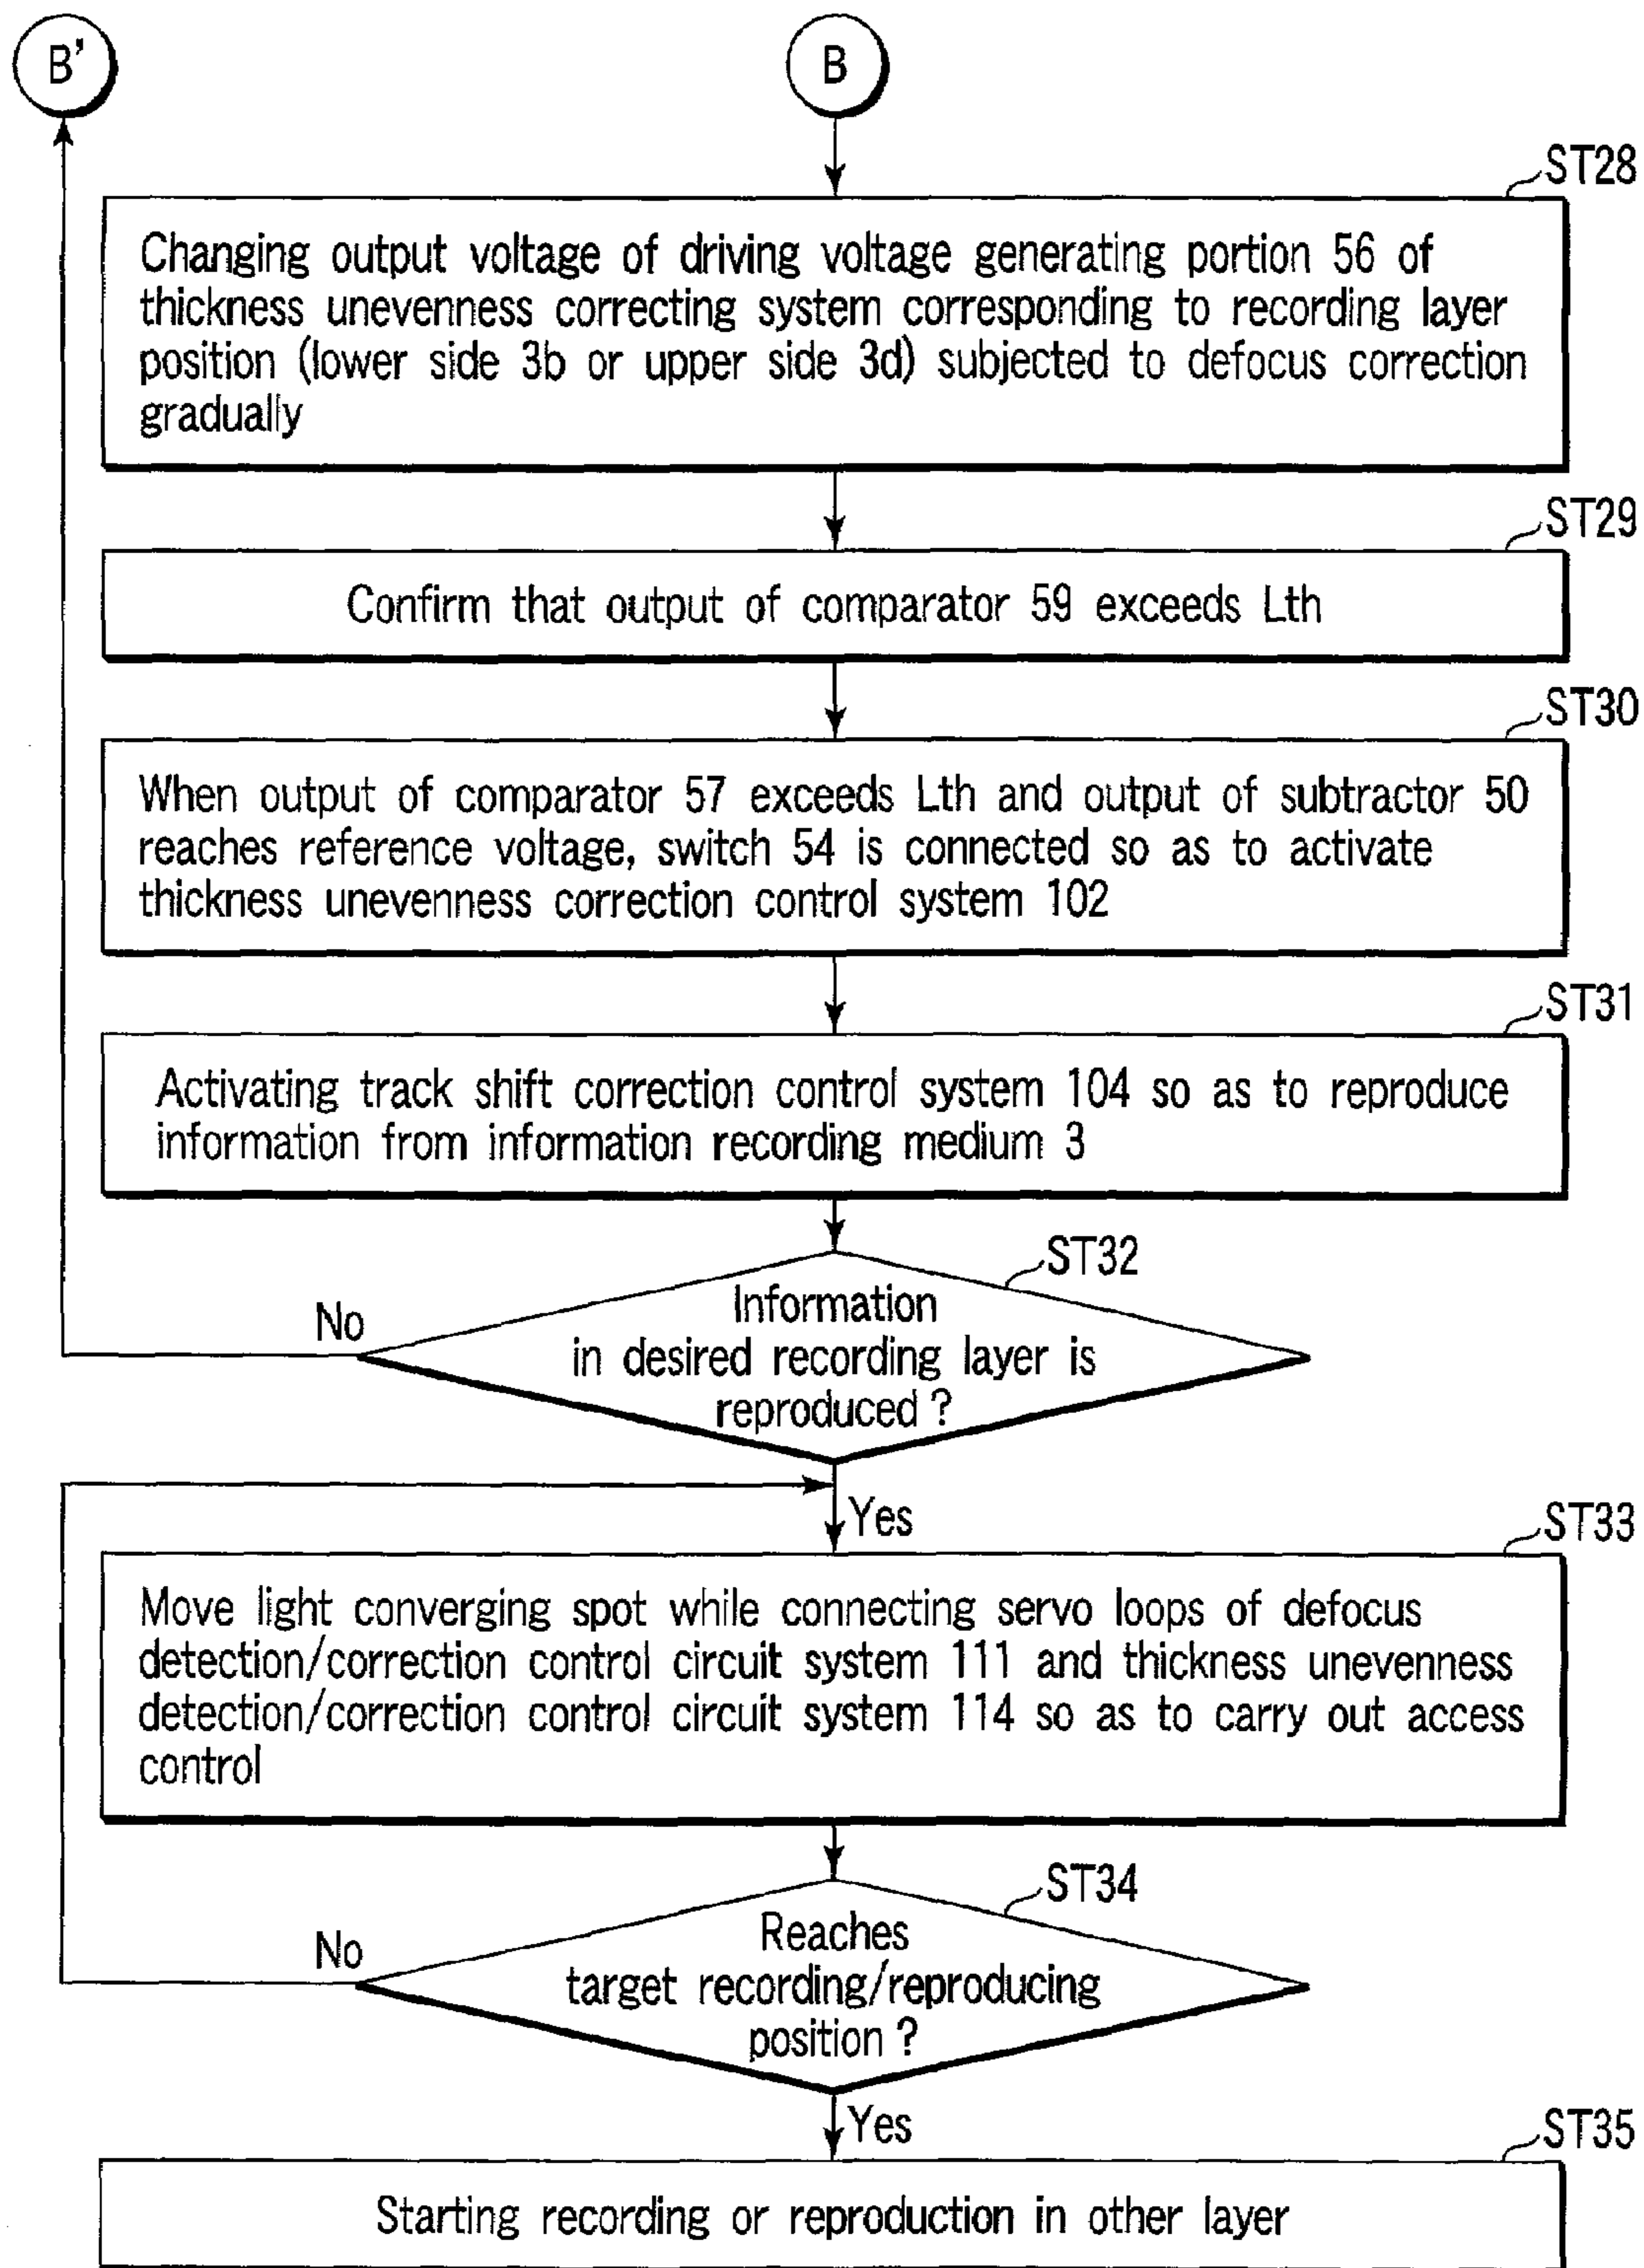 B'
B
ST28
Changing output voltage of driving voltage generating portion 56 of
thickness unevenness correcting system corresponding to recording layer
position (lower side 3b or upper side 3d) subjected to defocus correction
gradually
ST29
Confirm that output of comparator 59 exceeds Lth
ST30
When output of comparator 57 exceeds Lth and output of subtractor 50
reaches reference voltage, switch 54 is connected so as to activate
thickness unevenness correction control system 102
ST31
Activating track shift correction control system 104 so as to reproduce
information from information recording medium 3
ST32
No
Information
in desired recording layer is
reproduced ?
Yes
ST33
Move light converging spot while connecting servo loops of defocus
detection/correction control circuit system 111 and thickness unevenness
detection/correction control circuit system 114 so as to carry out access
control
ST34
No
Reaches
target recording/reproducing
position ?
Yes
ST35
Starting recording or reproduction in other layer